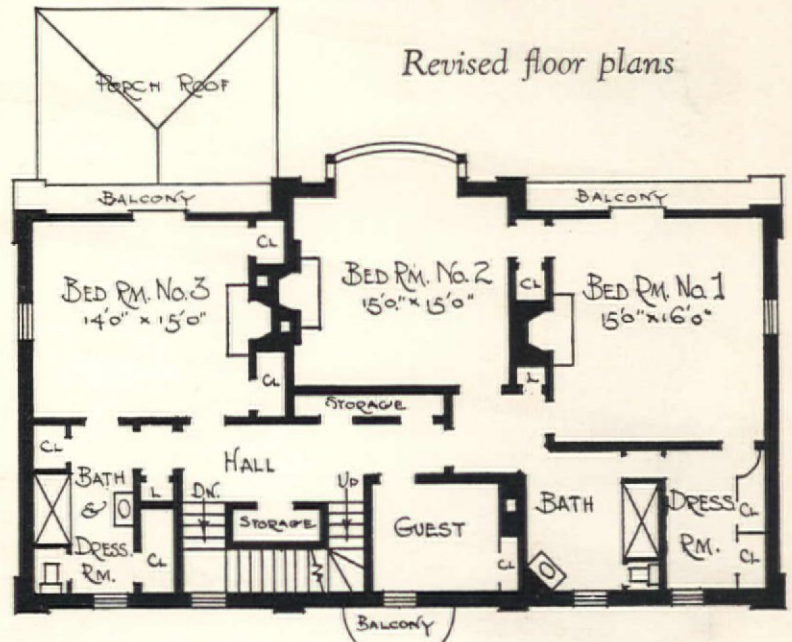 Revised floor plans
PORCH ROOF
BALCONY
BALCONY
CL
BED RM. No. 3
14'0" x 15'0"
BED RM. No. 2
15'0" x 15'0"
CL
BED RM. No. 1
15'0" x 16'0"
CL
L
STORAGE
CL
BATH
&
DRESS.
RM.
L
CL
HALL
DN.
UP
STORAGE
GUEST
CL
BATH
DRESS.
RM.
CL
CL
BALCONY